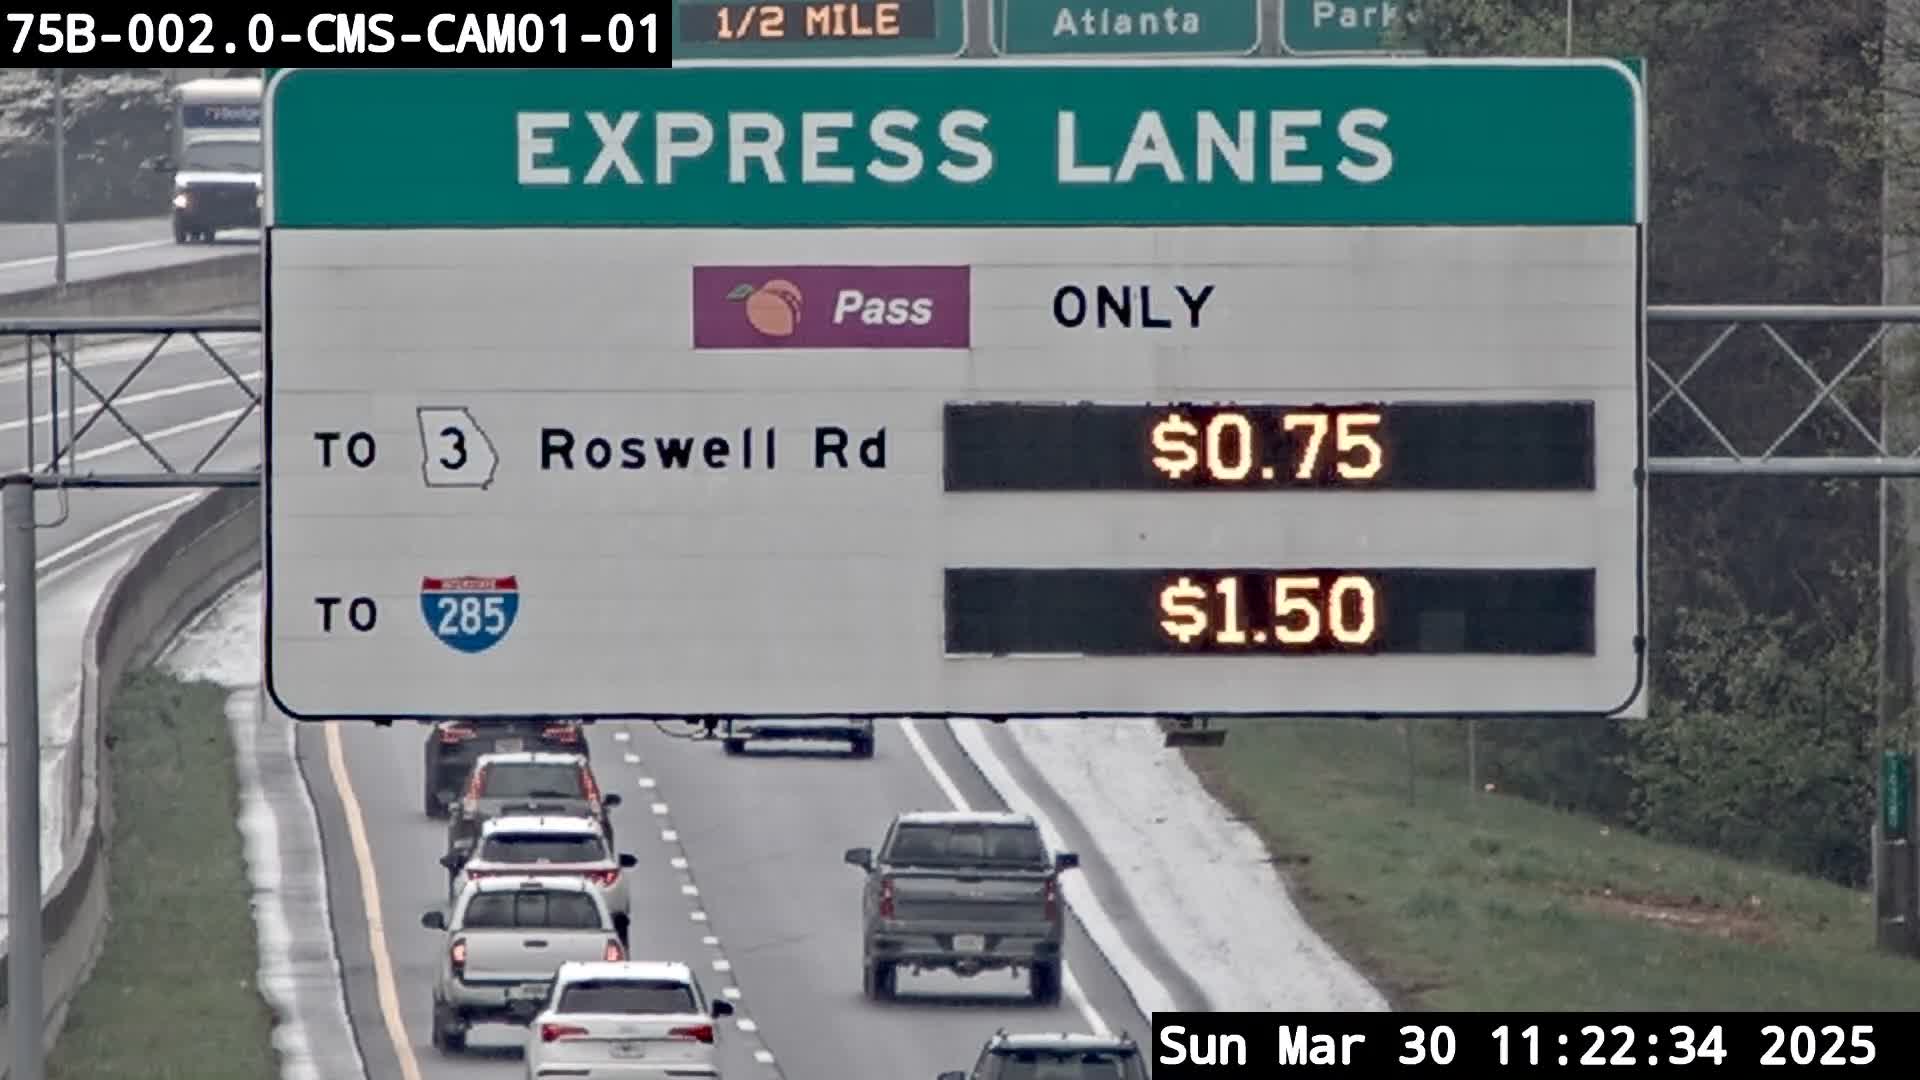 75B-002.0-CMS-CAM01-01
1/2 MILE
Atlanta
Park
EXPRESS LANES
Pass ONLY
TO 3 Roswell Rd $0.75
TO 285 $1.50
Sun Mar 30 11:22:34 2025